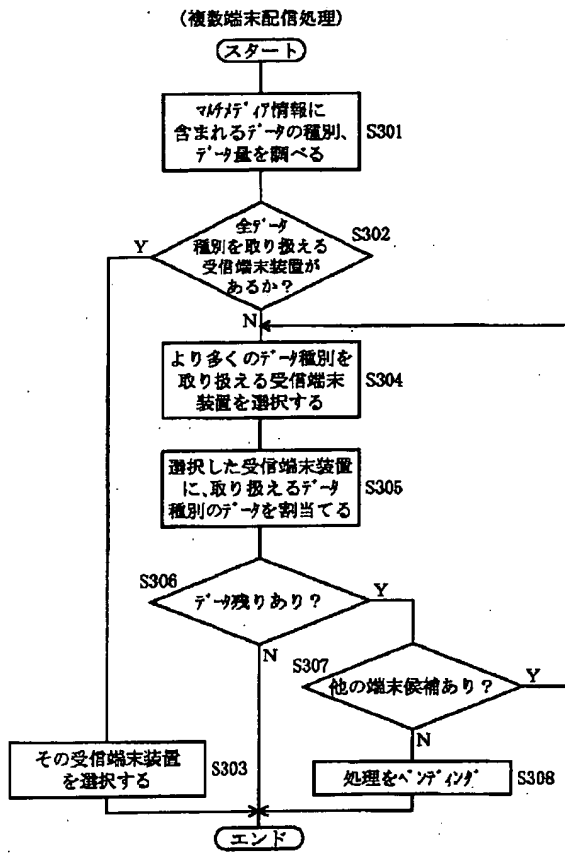 (複数端末配信処理)
スタート
マルチメディア情報に
含まれるデータの種別、
データ量を調べる
S301
全データ
種別を取り扱える
受信端末装置が
あるか?
S302
Y
N
より多くのデータ種別を
取り扱える受信端末
装置を選択する
S304
選択した受信端末装置
に、取り扱えるデータ
種別のデータを割当てる
S305
S306
データ残りあり?
Y
N
S307
他の端末候補あり?
Y
N
その受信端末装置
を選択する
S303
処理をペンディング
S308
エンド